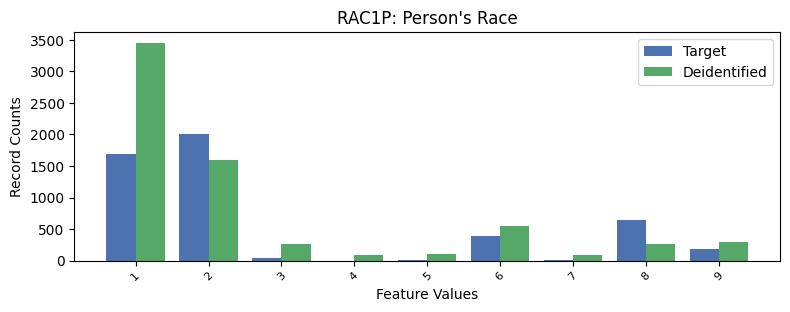 RAC1P: Person's Race
Target
Deidentified
Record Counts
3500
3000
2500
2000
1500
1000
500
0
1 2 3 4 5 6 7 8 9
Feature Values